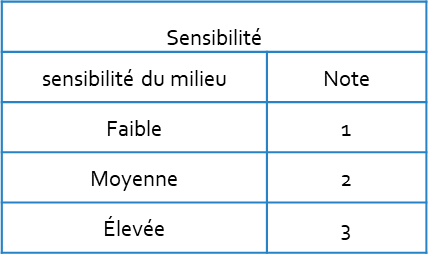 Sensibilité
sensibilité du milieu Note
Faible 1
Moyenne 2
Élevée 3